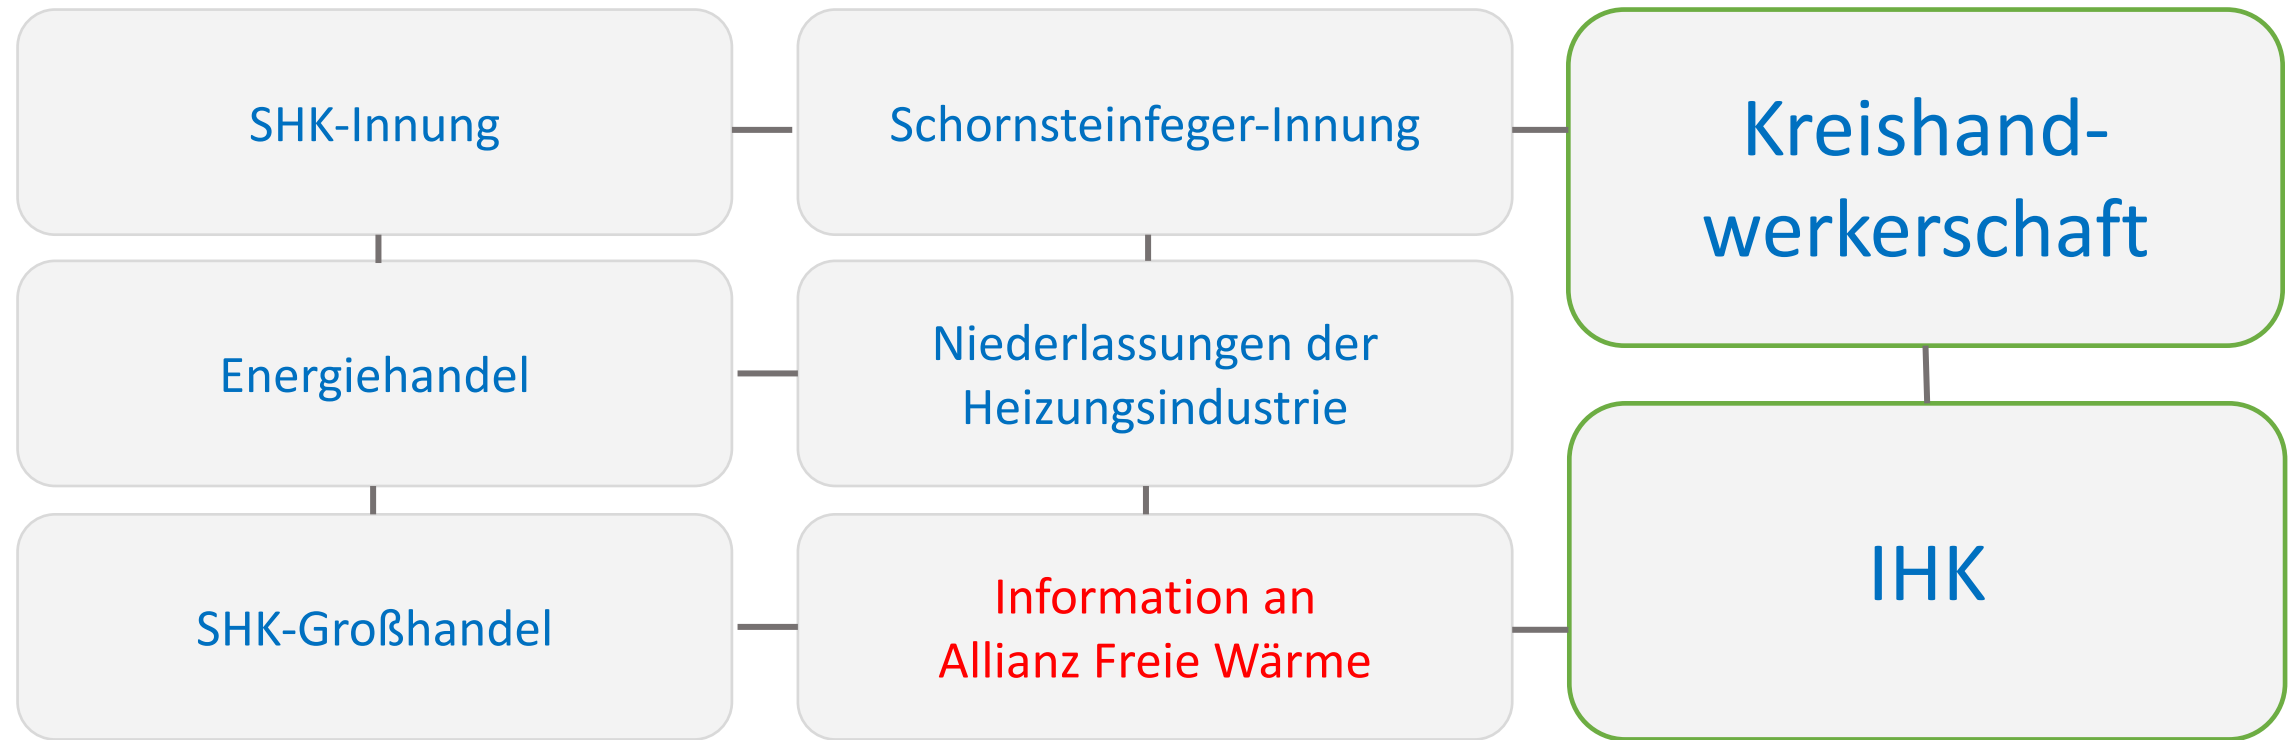 SHK-Innung
Schornsteinfeger-Innung
Kreishand-
werkerschaft
Energiehandel
Niederlassungen der
Heizungsindustrie
SHK-Großhandel
Information an
Allianz Freie Wärme
IHK